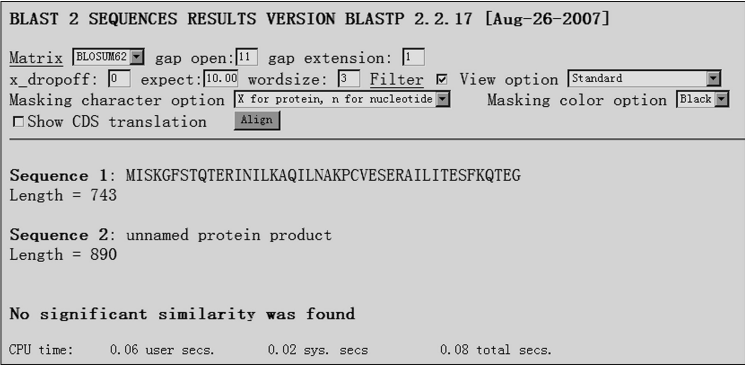 BLAST 2 SEQUENCES RESULTS VERSION BLASTP 2.2.17 [Aug-26-2007]
Matrix BLOSUM62 gap open: 11 gap extension: 1
x_dropoff: 0 expect: 10.00 wordsize: 3 Filter View option Standard
Masking character option X for protein, n for nucleotide Masking color option Black
Show CDS translation Align
Sequence 1: MISKGFSTQTERINILKAQILNAKPCVESERAILITESFKQTEG
Length = 743
Sequence 2: unnamed protein product
Length = 890
No significant similarity was found
CPU time: 0.06 user secs. 0.02 sys. secs 0.08 total secs.